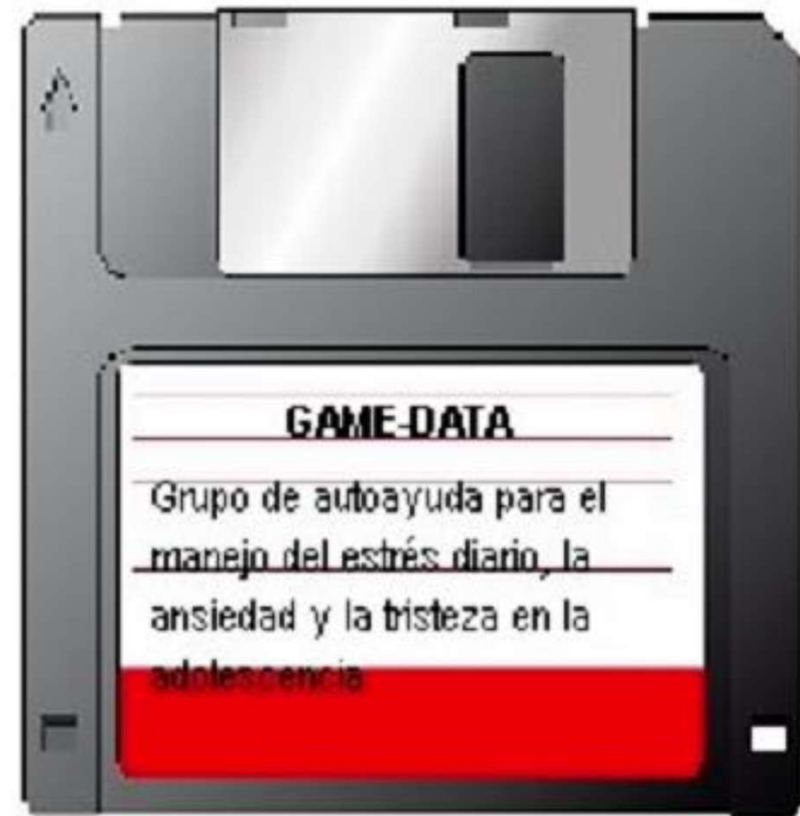 GAME-DATA
Grupo de autoayuda para el
manejo del estrés diario, la
ansiedad y la tristeza en la
adolescencia